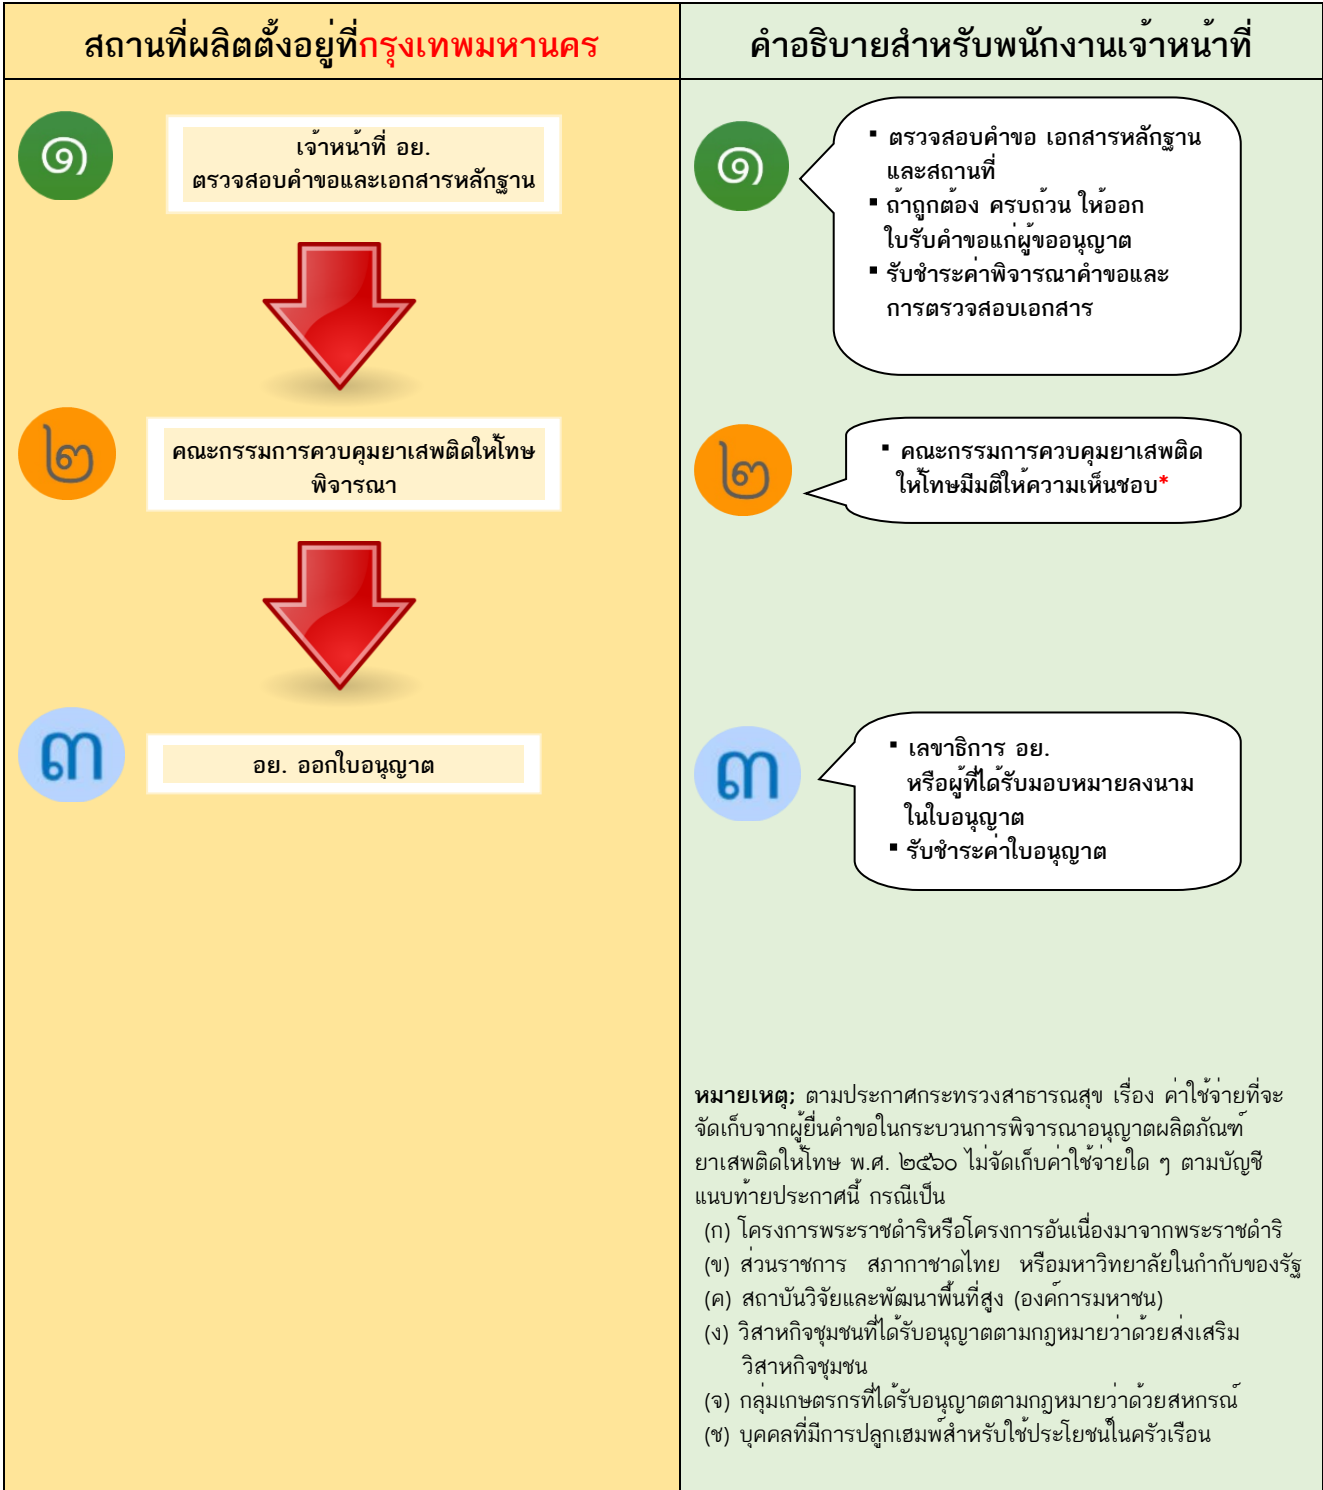 สถานที่ผลิตตั้งอยู่ที่กรุงเทพมหานคร
๑
เจ้าหน้าที่ อย.
ตรวจสอบคำขอและเอกสารหลักฐาน
๒
คณะกรรมการควบคุมยาเสพติดให้โทษ
พิจารณา
๓
อย. ออกใบอนุญาต
คำอธิบายสำหรับพนักงานเจ้าหน้าที่
๑
▪ ตรวจสอบคำขอ เอกสารหลักฐาน
และสถานที่
▪ ถ้าถูกต้อง ครบถ้วน ให้ออก
ใบรับคำขอแก่ผู้ขออนุญาต
▪ รับชำระค่าพิจารณาคำขอและ
การตรวจสอบเอกสาร
๒
▪ คณะกรรมการควบคุมยาเสพติด
ให้โทษมีมติให้ความเห็นชอบ*
๓
▪ เลขาธิการ อย.
หรือผู้ที่ได้รับมอบหมายลงนาม
ในใบอนุญาต
▪ รับชำระค่าใบอนุญาต
หมายเหตุ; ตามประกาศกระทรวงสาธารณสุข เรื่อง ค่าใช้จ่ายที่จะ
จัดเก็บจากผู้ยื่นคำขอในกระบวนการพิจารณาอนุญาตผลิตภัณฑ์
ยาเสพติดให้โทษ พ.ศ. ๒๕๖๐ ไม่จัดเก็บค่าใช้จ่ายใด ๆ ตามบัญชี
แนบท้ายประกาศนี้ กรณีเป็น
(ก) โครงการพระราชดำริหรือโครงการอันเนื่องมาจากพระราชดำริ
(ข) ส่วนราชการ สภากาชาดไทย หรือมหาวิทยาลัยในกำกับของรัฐ
(ค) สถาบันวิจัยและพัฒนาพื้นที่สูง (องค์การมหาชน)
(ง) วิสาหกิจชุมชนที่ได้รับอนุญาตตามกฎหมายว่าด้วยส่งเสริม
วิสาหกิจชุมชน
(จ) กลุ่มเกษตรกรที่ได้รับอนุญาตตามกฎหมายว่าด้วยสหกรณ์
(ช) บุคคลที่มีการปลูกเฮมพ์สำหรับใช้ประโยชน์ในครัวเรือน